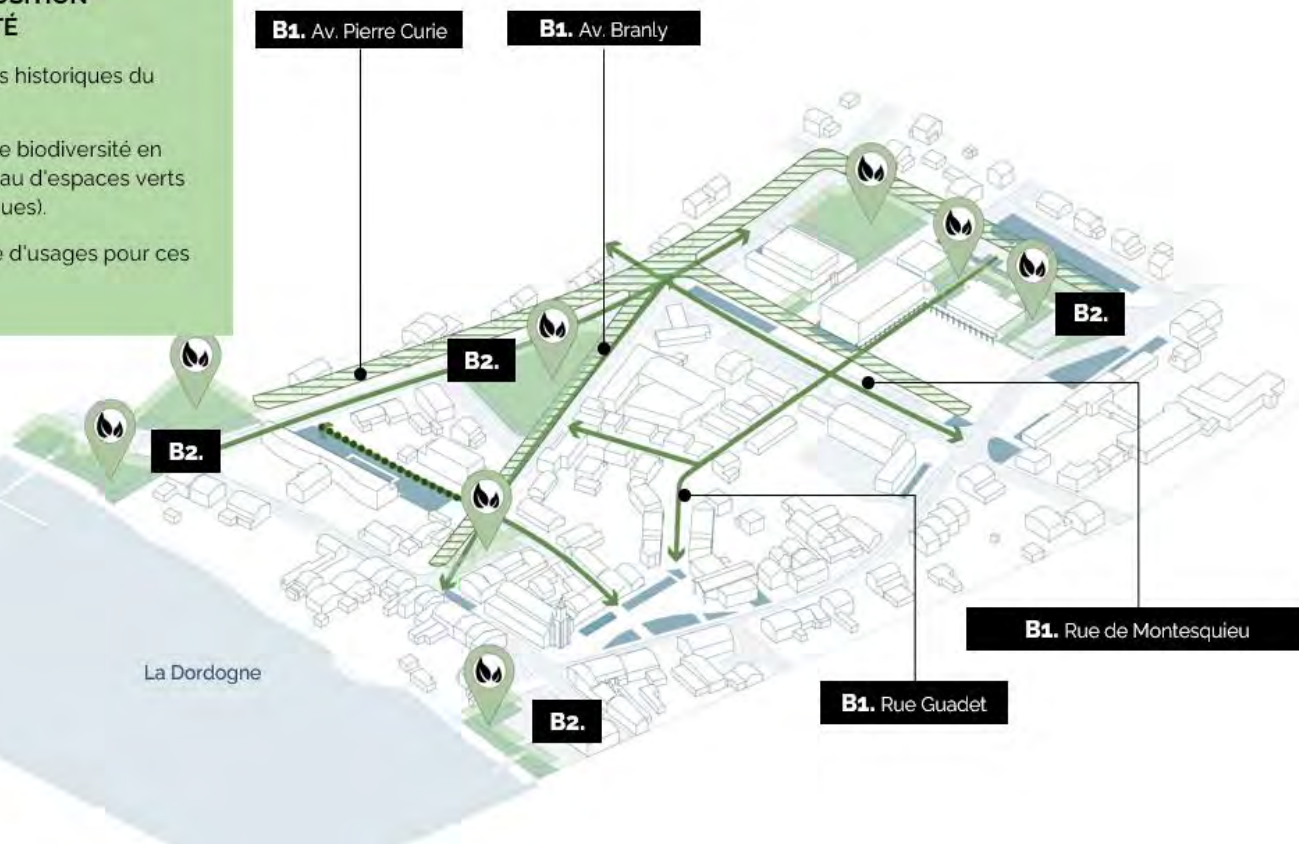 TÉ
s historiques du
e biodiversité en
au d'espaces verts
ues).
é d'usages pour ces
B1. Av. Pierre Curie
B1. Av. Branly
B2.
B2.
B2.
B1. Rue de Montesquieu
B1. Rue Guadet
B2.
La Dordogne